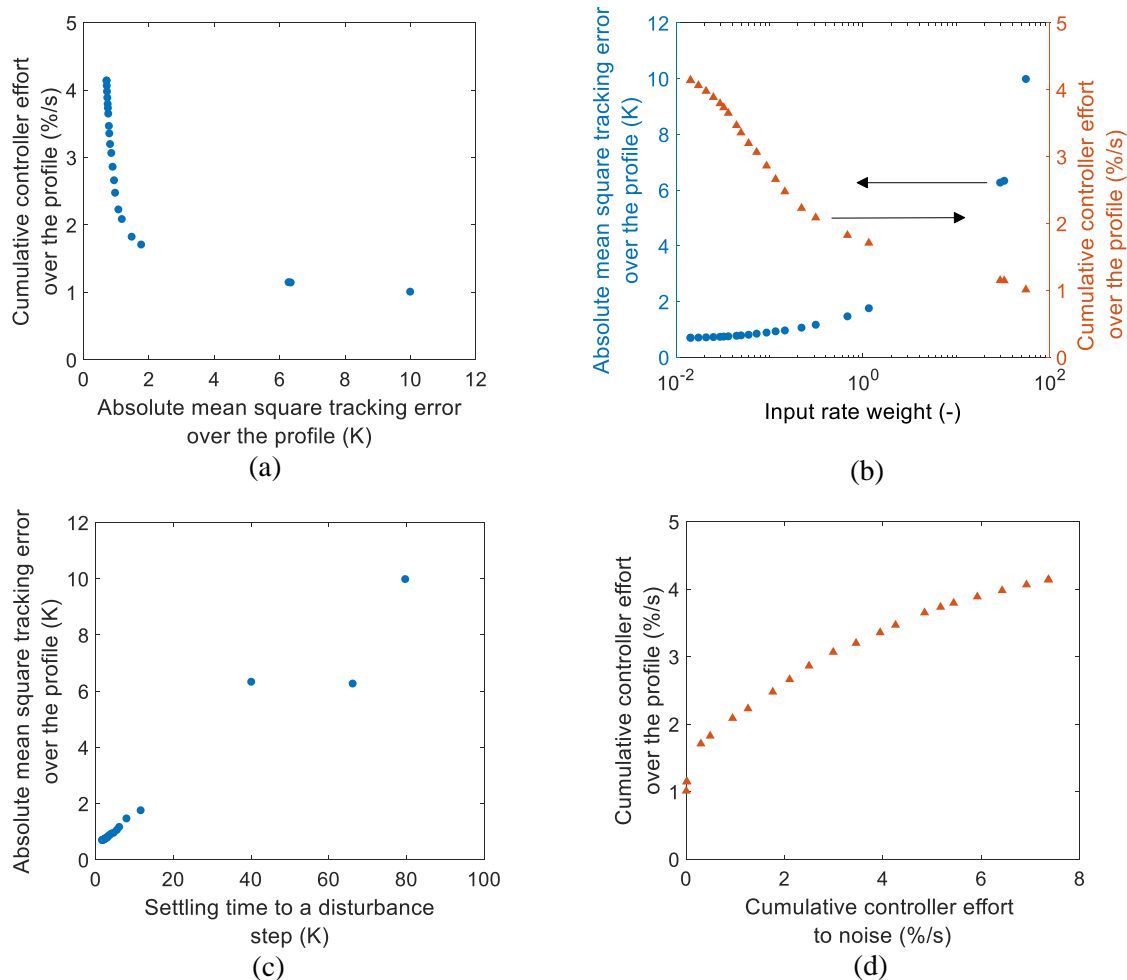 5
4
3
2
1
0
Cumulative controller effort
over the profile (%/s)
0 2 4 6 8 10 12
Absolute mean square tracking error
over the profile (K)
(a)
12
10
8
6
4
2
0
Absolute mean square tracking error
over the profile (K)
5
4
3
2
1
0
Cumulative controller effort
over the profile (%/s)
10-2 100 102
Input rate weight (-)
(b)
12
10
8
6
4
2
0
Absolute mean square tracking error
over the profile (K)
0 20 40 60 80 100
Settling time to a disturbance
step (K)
(c)
5
4
3
2
1
0
Cumulative controller effort
over the profile (%/s)
0 2 4 6 8
Cumulative controller effort
to noise (%/s)
(d)